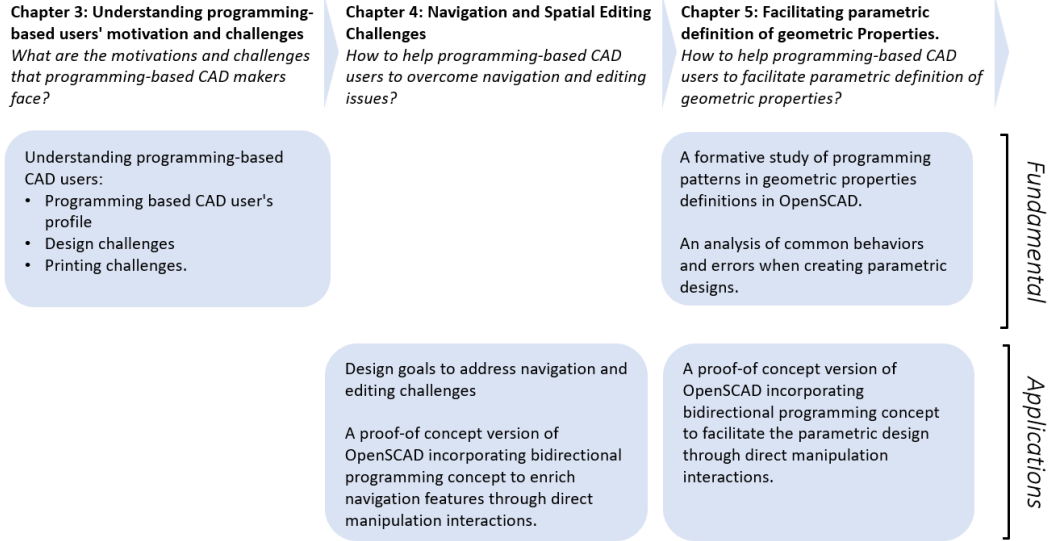 Chapter 3: Understanding programming-
based users' motivation and challenges
What are the motivations and challenges
that programming-based CAD makers
face?
Chapter 4: Navigation and Spatial Editing
Challenges
How to help programming-based CAD
users to overcome navigation and editing
issues?
Chapter 5: Facilitating parametric
definition of geometric Properties.
How to help programming-based CAD
users to facilitate parametric definition of
geometric properties?
Understanding programming-based
CAD users:
• Programming based CAD user's
profile
• Design challenges
• Printing challenges.
A formative study of programming
patterns in geometric properties
definitions in OpenSCAD.
An analysis of common behaviors
and errors when creating parametric
designs.
Fundamental
Design goals to address navigation and
editing challenges
A proof-of concept version of
OpenSCAD incorporating bidirectional
programming concept to enrich
navigation features through direct
manipulation interactions.
A proof-of concept version of
OpenSCAD incorporating
bidirectional programming concept
to facilitate the parametric design
through direct manipulation
interactions.
Applications